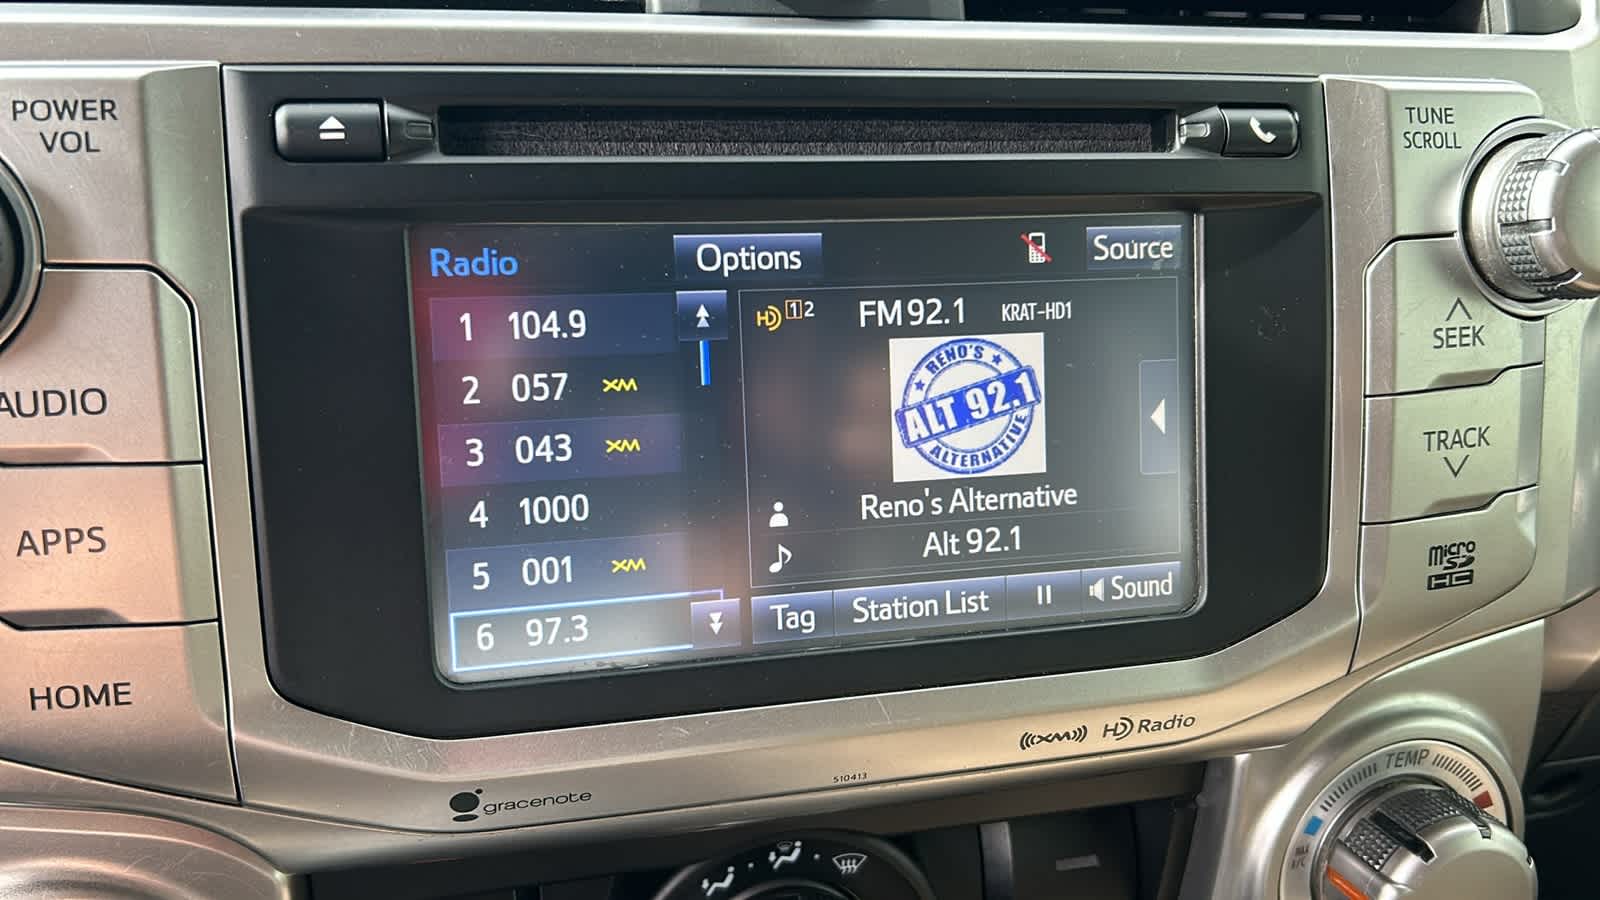 POWER
VOL
AUDIO
APPS
HOME
Radio
Options
Source
1 104.9
2 057 XM
3 043 XM
4 1000
5 001 XM
6 97.3
HD 1 2
FM 92.1
KRAT-HD1
RENO'S
ALT 92.1
ALTERNATIVE
Reno's Alternative
Alt 92.1
Tag
Station List
Sound
TUNE
SCROLL
SEEK
TRACK
micro
SD
HC
gracenote
510413
((XM))
HD Radio
TEMP
MAX
A/C